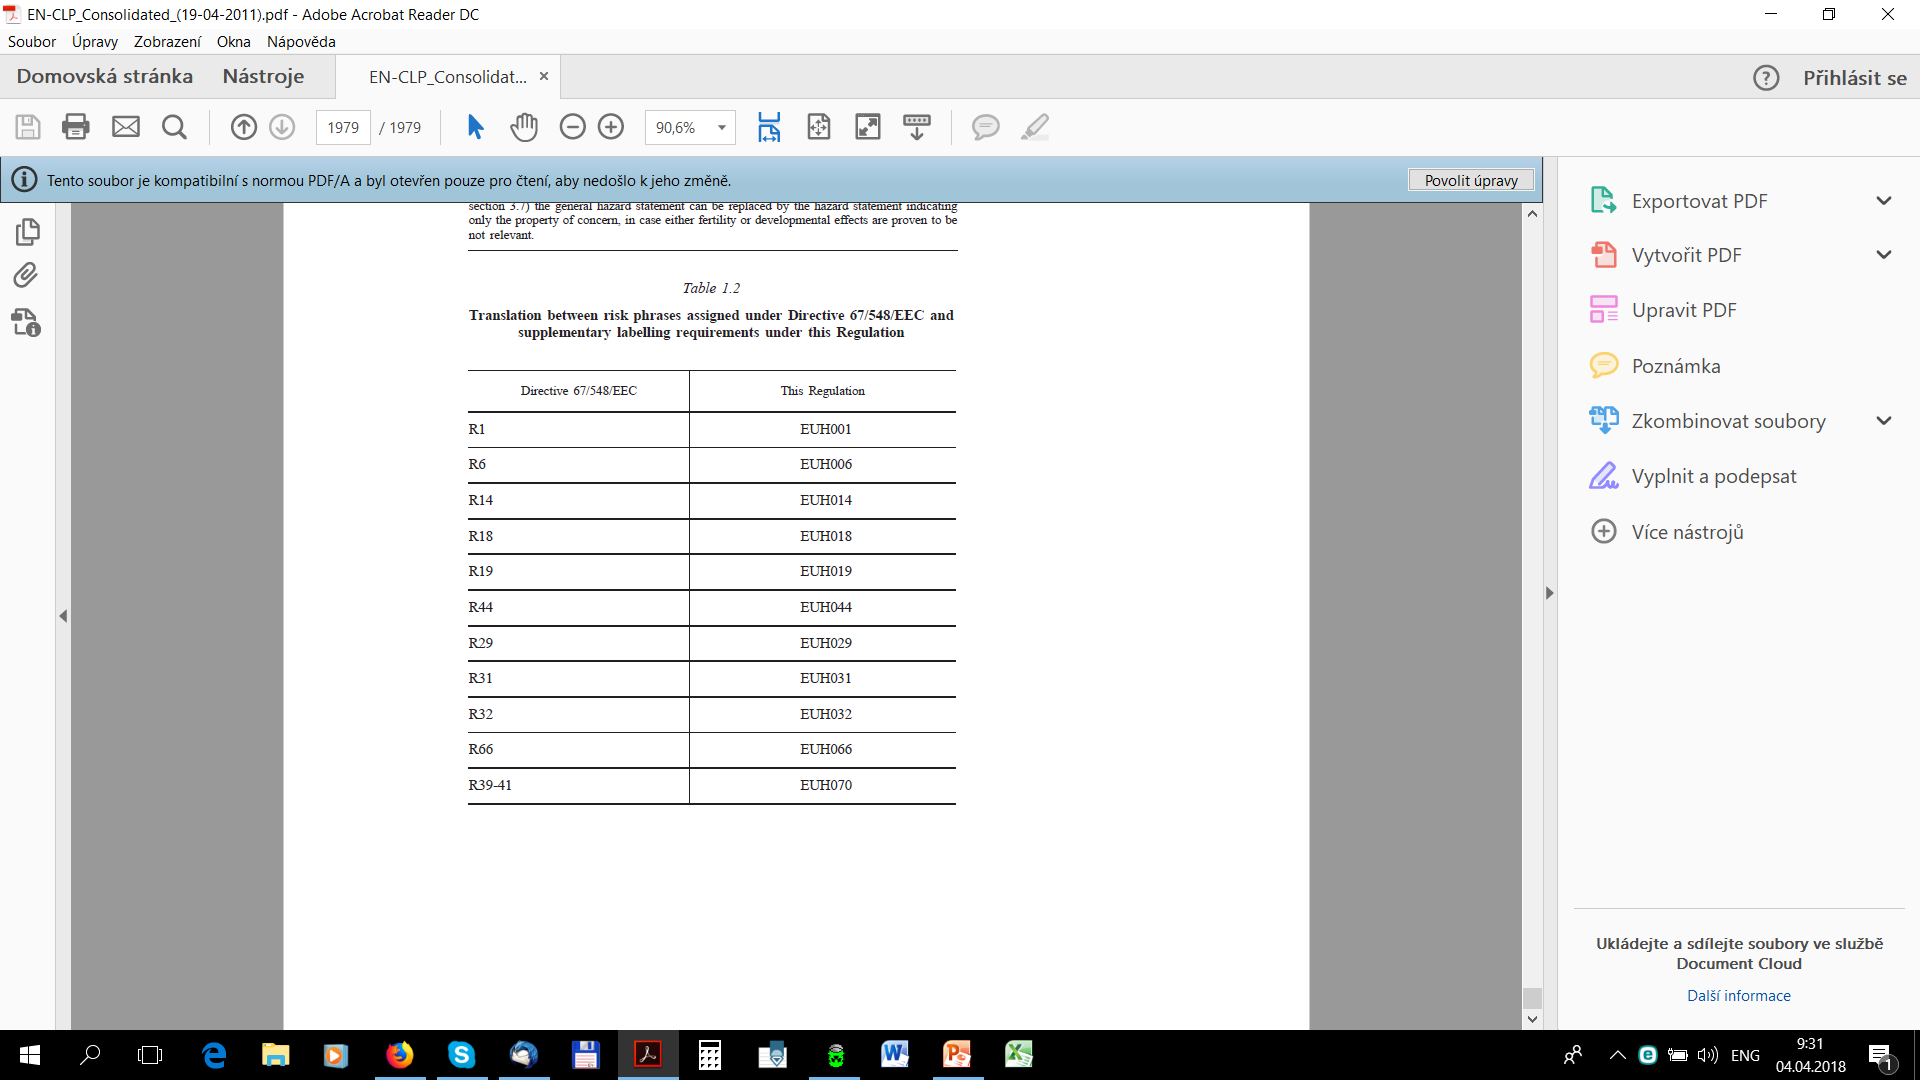 EN-CLP_Consolidated_(19-04-2011).pdf - Adobe Acrobat Reader DC
Soubor Úpravy Zobrazení Okna Nápověda
Domovská stránka Nástroje EN-CLP_Consolidat... × ? Přihlásit se
1979 / 1979 90,6%
Tento soubor je kompatibilní s normou PDF/A a byl otevřen pouze pro čtení, aby nedošlo k jeho změně. Povolit úpravy
section 3.7) the general hazard statement can be replaced by the hazard statement indicating
only the property of concern, in case either fertility or developmental effects are proven to be
not relevant.
Table 1.2
Translation between risk phrases assigned under Directive 67/548/EEC and
supplementary labelling requirements under this Regulation
Directive 67/548/EEC This Regulation
R1 EUH001
R6 EUH006
R14 EUH014
R18 EUH018
R19 EUH019
R44 EUH044
R29 EUH029
R31 EUH031
R32 EUH032
R66 EUH066
R39-41 EUH070
Exportovat PDF
Vytvořit PDF
Upravit PDF
Poznámka
Zkombinovat soubory
Vyplnit a podepsat
Více nástrojů
Ukládejte a sdílejte soubory ve službě
Document Cloud
Další informace
ENG
9:31
04.04.2018
1